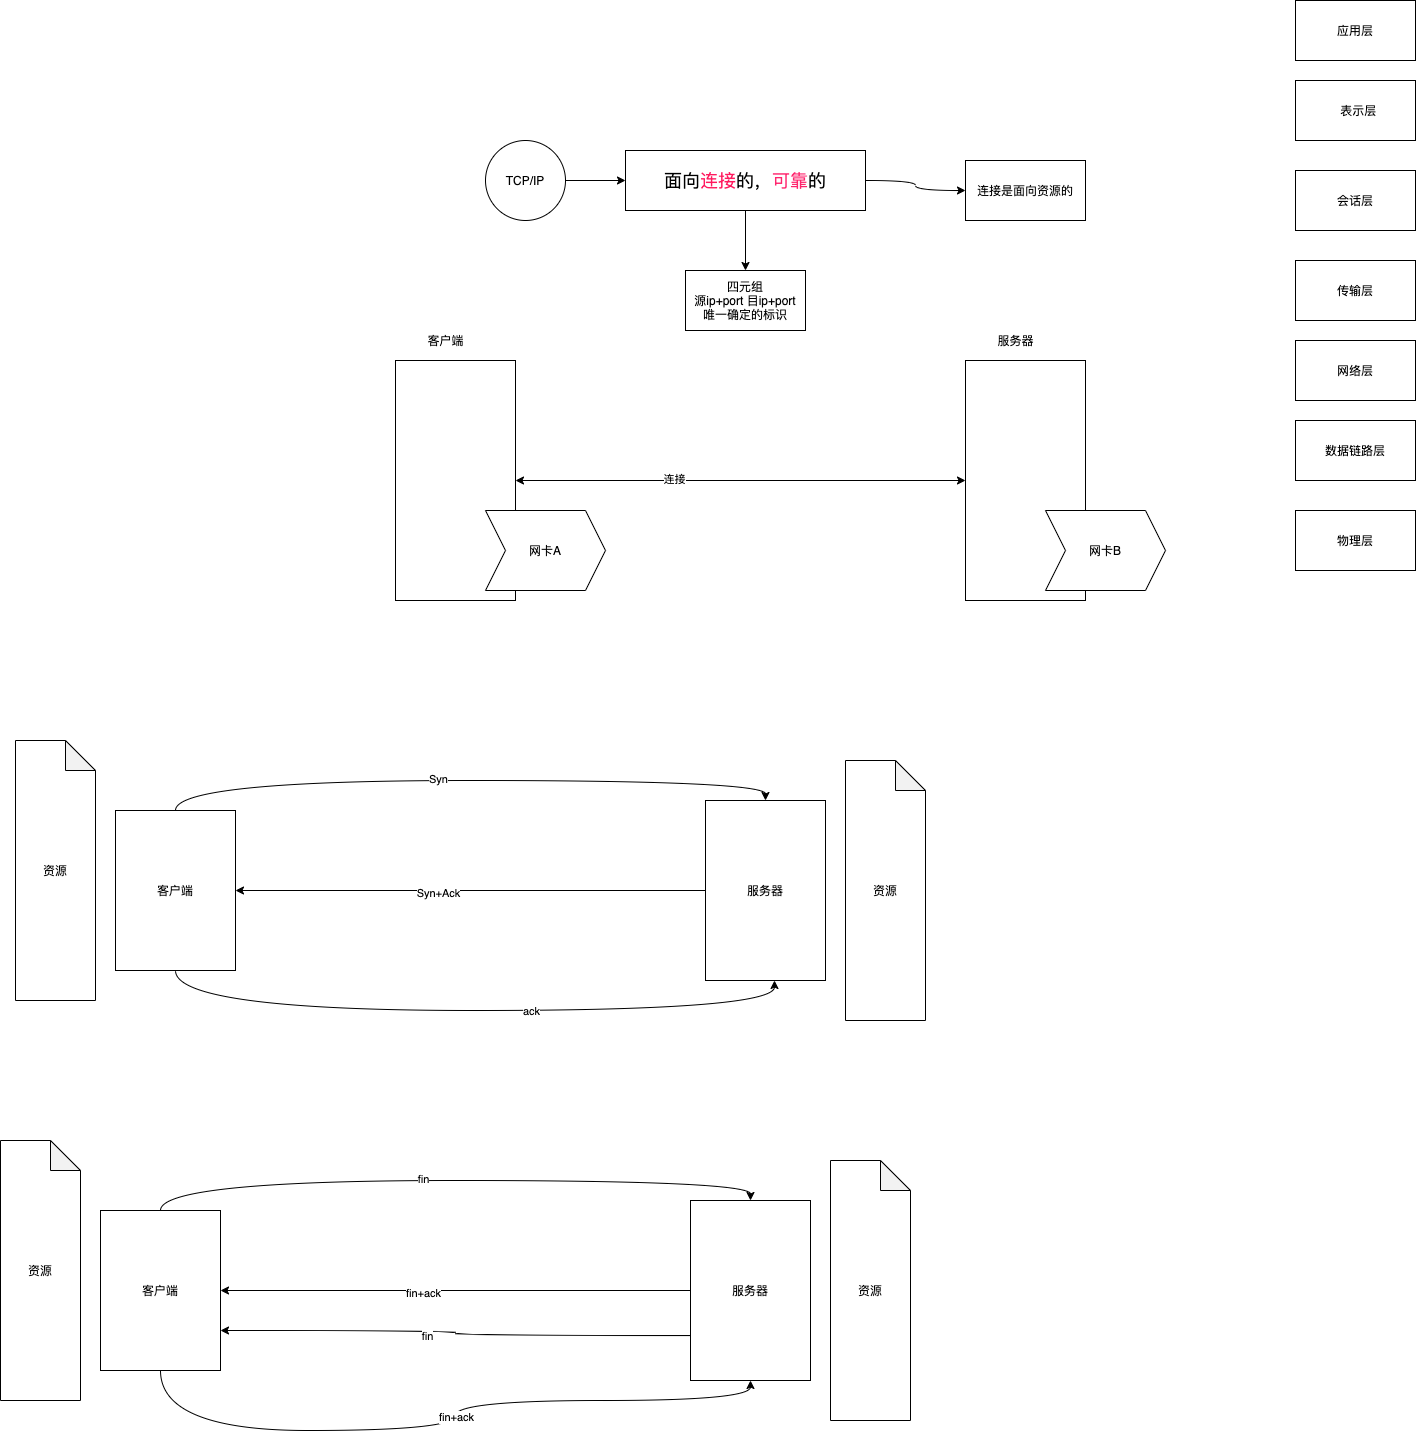 应用层
表示层
会话层
传输层
网络层
数据链路层
物理层
TCP/IP
面向连接的，可靠的
连接是面向资源的
四元组
源ip+port 目ip+port
唯一确定的标识
客户端
服务器
连接
网卡A
网卡B
资源
客户端
Syn
Syn+Ack
ack
服务器
资源
资源
客户端
fin
fin+ack
fin
fin+ack
服务器
资源